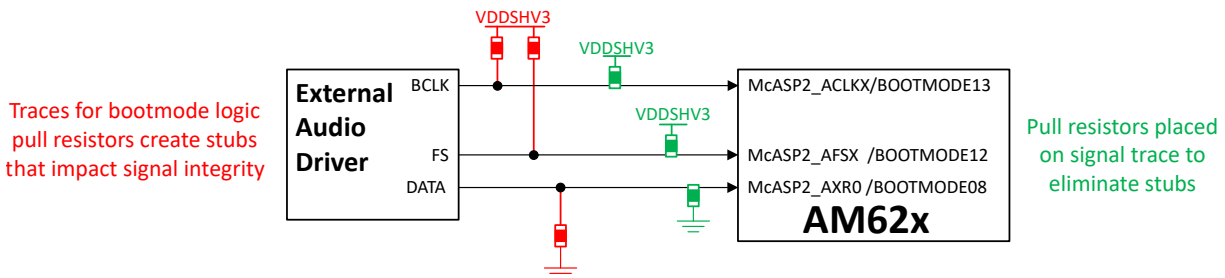 VDDSHV3
VDDSHV3
VDDSHV3
External
Audio
Driver
BCLK
FS
DATA
McASP2_ACLKX/BOOTMODE13
McASP2_AFSX /BOOTMODE12
McASP2_AXR0 /BOOTMODE08
AM62x
Traces for bootmode logic
pull resistors create stubs
that impact signal integrity
Pull resistors placed
on signal trace to
eliminate stubs